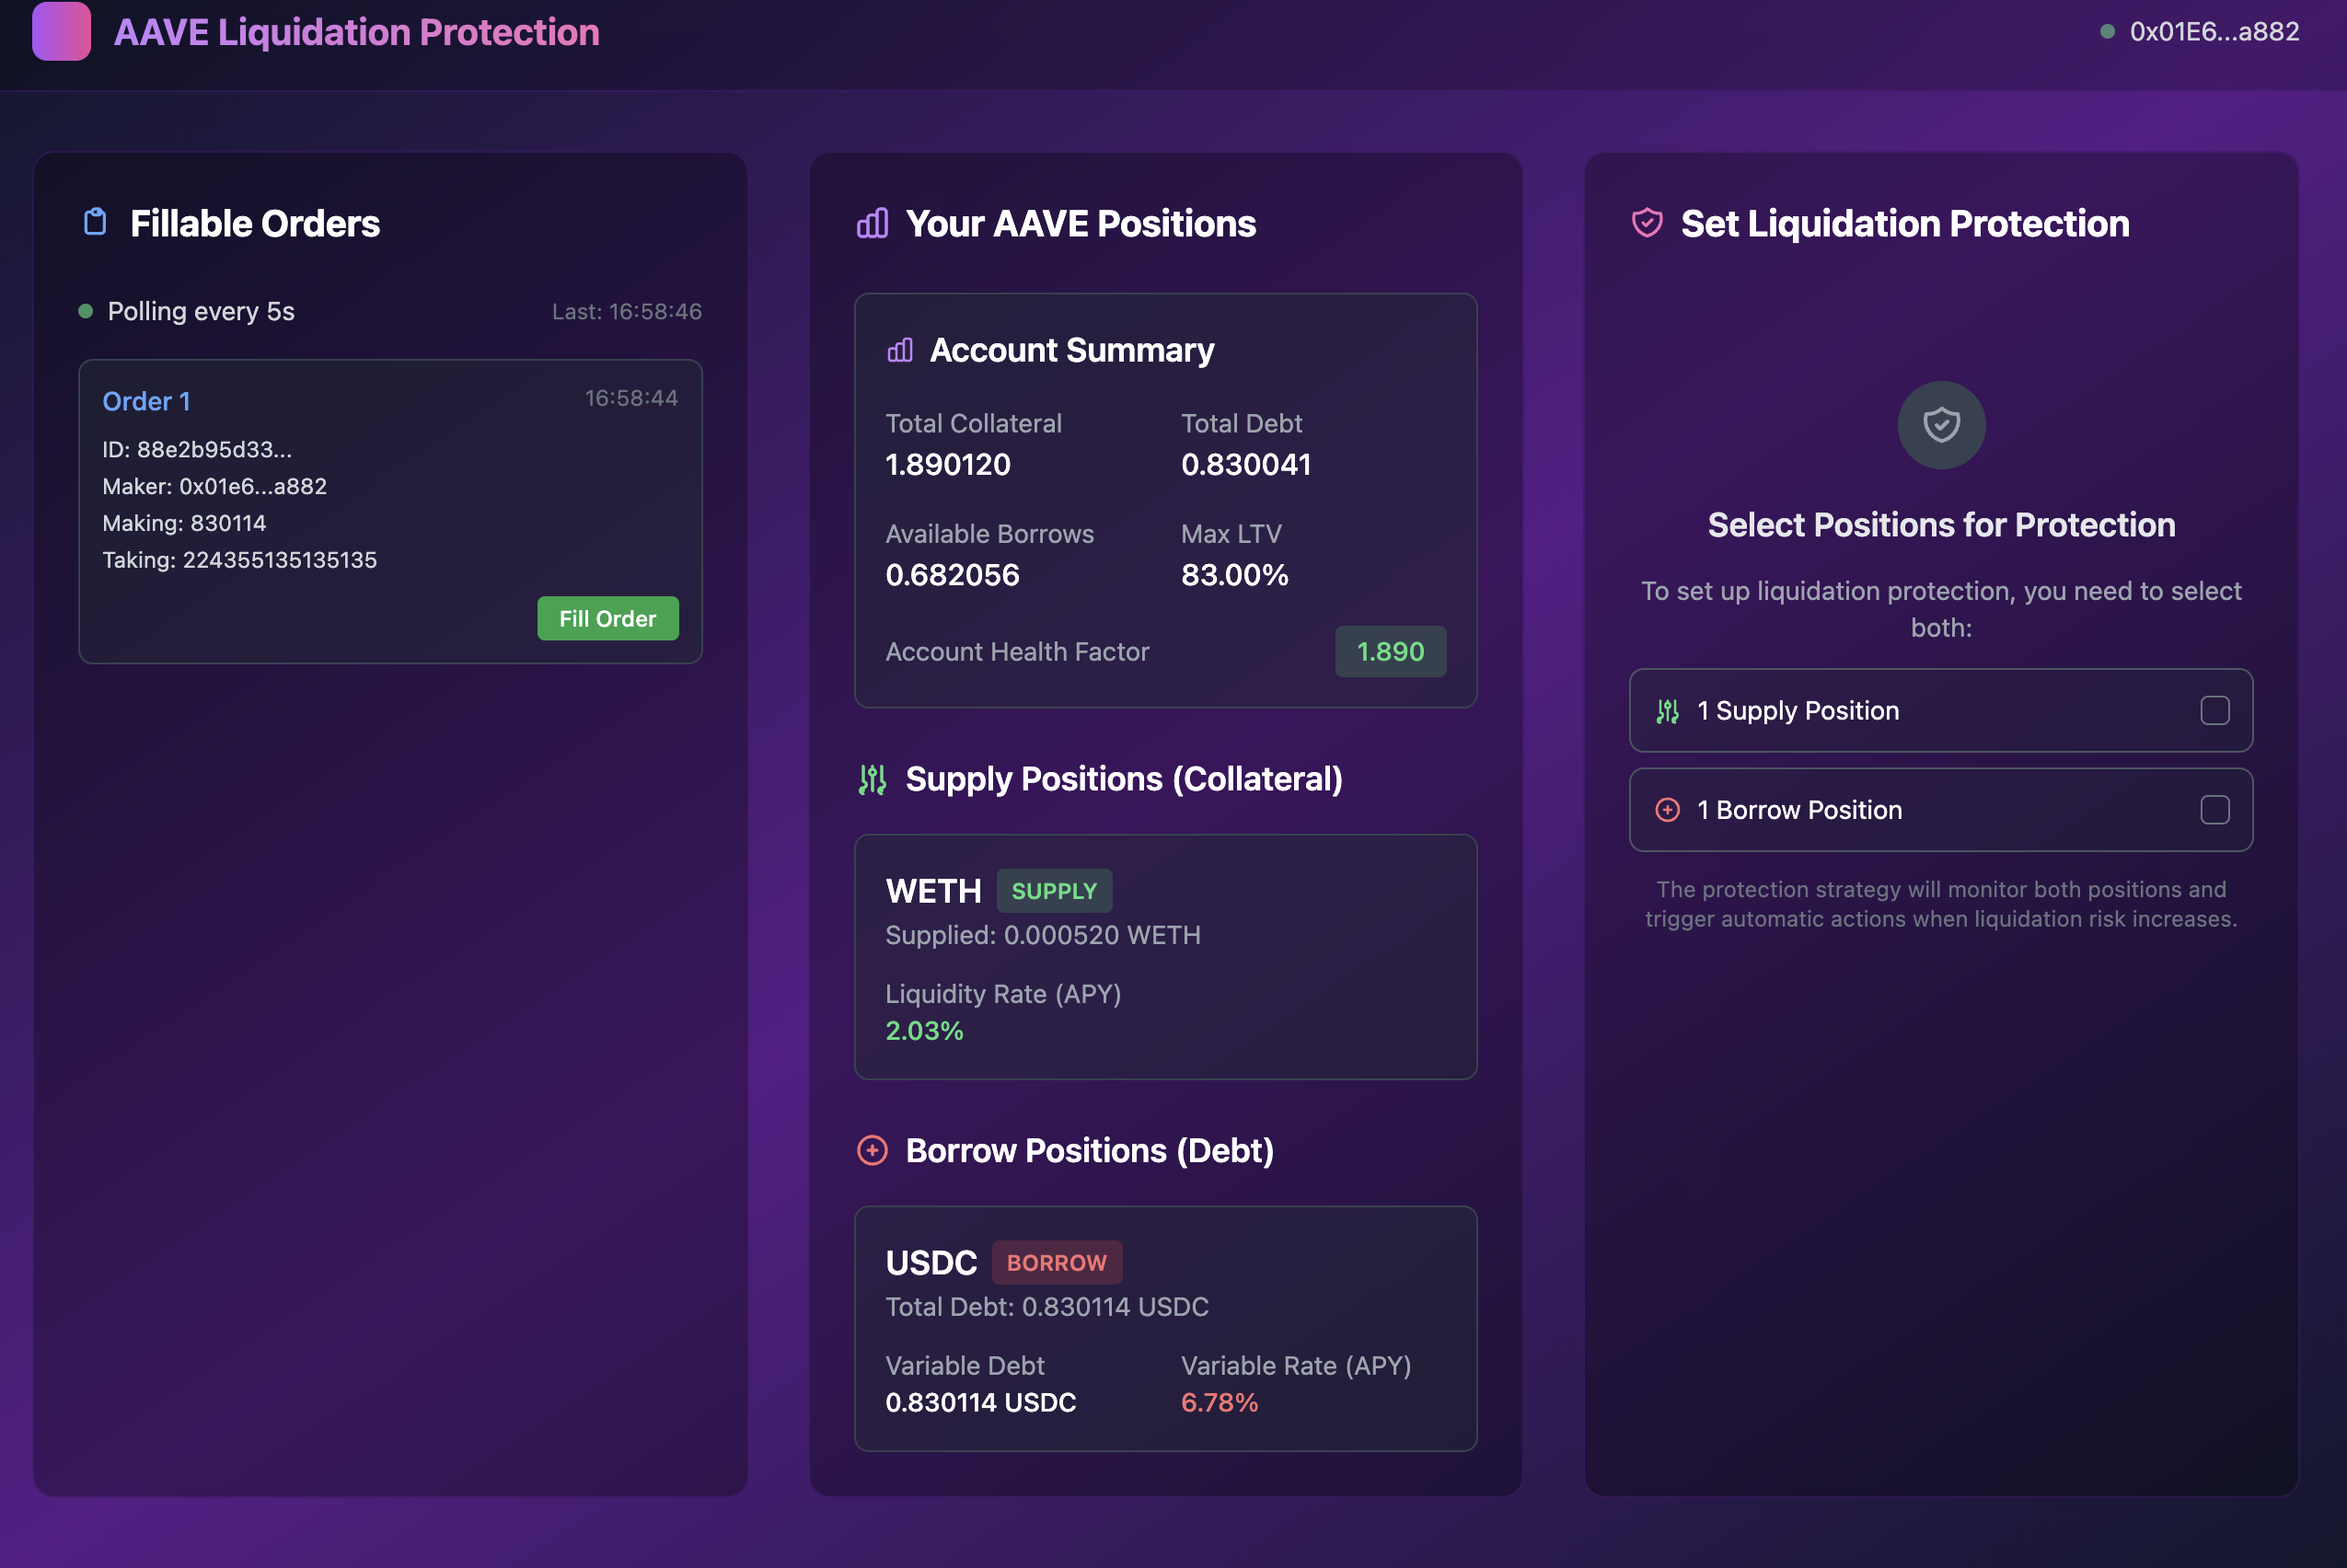 AAVE Liquidation Protection
0x01E6...a882
Fillable Orders
Polling every 5s
Last: 16:58:46
Order 1
16:58:44
ID: 88e2b95d33...
Maker: 0x01e6...a882
Making: 830114
Taking: 224355135135135
Fill Order
Your AAVE Positions
Account Summary
Total Collateral
Total Debt
1.890120
0.830041
Available Borrows
Max LTV
0.682056
83.00%
Account Health Factor
1.890
Supply Positions (Collateral)
WETH
SUPPLY
Supplied: 0.000520 WETH
Liquidity Rate (APY)
2.03%
Borrow Positions (Debt)
USDC
BORROW
Total Debt: 0.830114 USDC
Variable Debt
Variable Rate (APY)
0.830114 USDC
6.78%
Set Liquidation Protection
Select Positions for Protection
To set up liquidation protection, you need to select
both:
1 Supply Position
1 Borrow Position
The protection strategy will monitor both positions and
trigger automatic actions when liquidation risk increases.